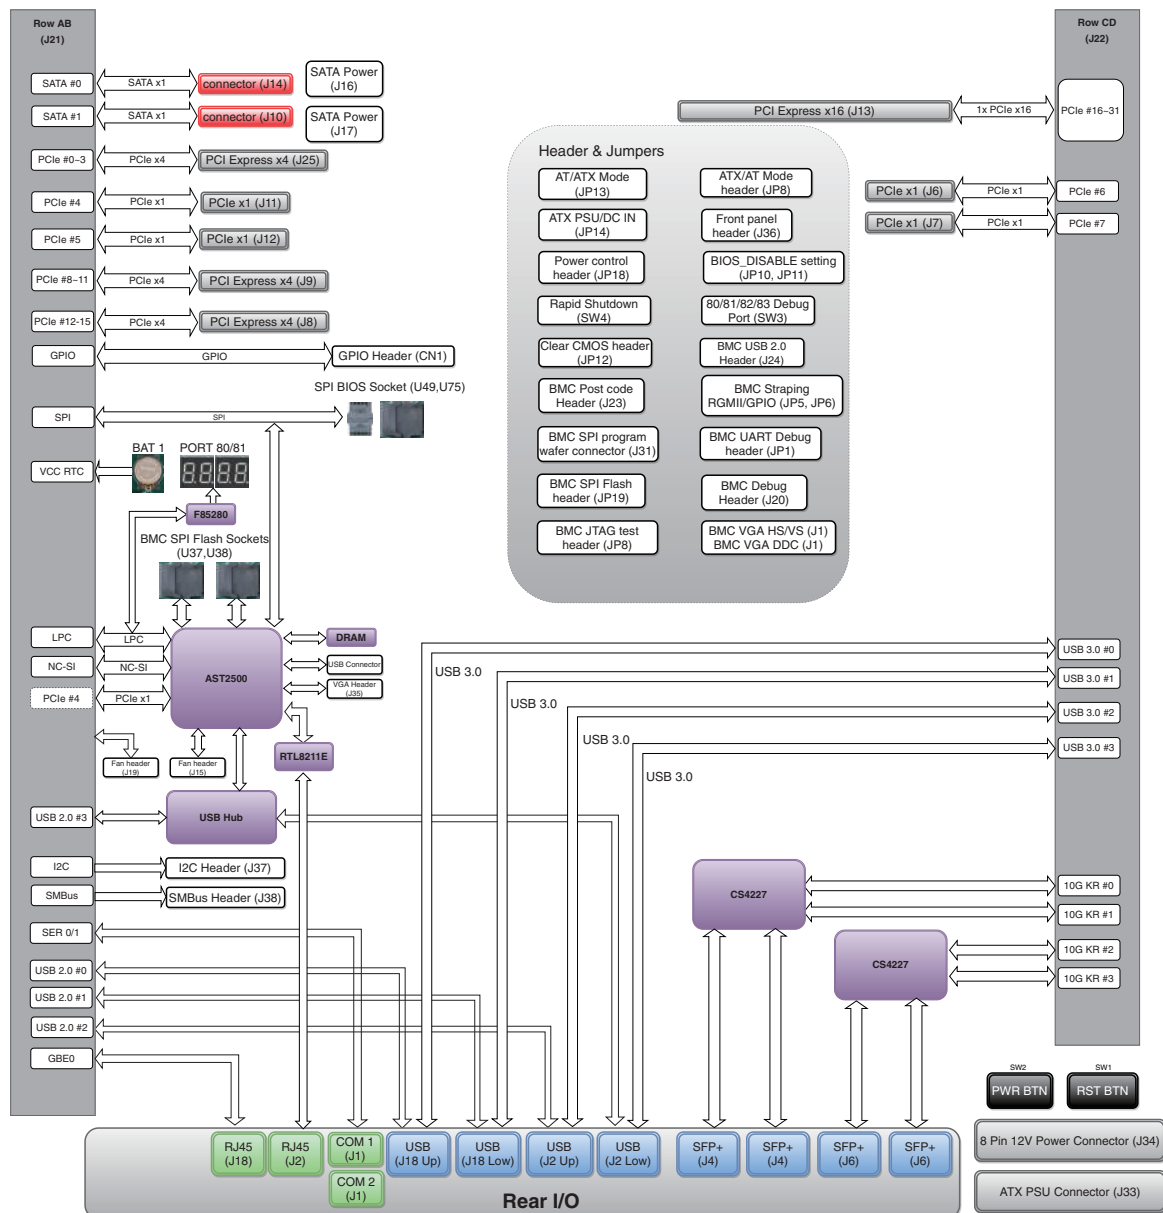 Row AB
(J21)
SATA #0
SATA x1
connector (J14)
SATA Power
(J16)
SATA #1
SATA x1
connector (J10)
SATA Power
(J17)
PCIe #0~3
PCIe x4
PCI Express x4 (J25)
PCIe #4
PCIe x1
PCIe x1 (J11)
PCIe #5
PCIe x1
PCIe x1 (J12)
PCIe #8~11
PCIe x4
PCI Express x4 (J9)
PCIe #12-15
PCIe x4
PCI Express x4 (J8)
GPIO
GPIO
GPIO Header (CN1)
SPI BIOS Socket (U49,U75)
SPI
SPI
BAT 1
PORT 80/81
VCC RTC
F85280
BMC SPI Flash Sockets
(U37,U38)
LPC
LPC
NC-SI
NC-SI
PCIe #4
PCIe x1
AST2500
DRAM
USB Connector
VGA Header
(J35)
RTL8211E
Fan header
(J19)
Fan header
(J15)
USB 2.0 #3
USB Hub
I2C
I2C Header (J37)
SMBus
SMBus Header (J38)
SER 0/1
USB 2.0 #0
USB 2.0 #1
USB 2.0 #2
GBE0
Header & Jumpers
AT/ATX Mode
(JP13)
ATX/AT Mode
header (JP8)
ATX PSU/DC IN
(JP14)
Front panel
header (J36)
Power control
header (JP18)
BIOS_DISABLE setting
(JP10, JP11)
Rapid Shutdown
(SW4)
80/81/82/83 Debug
Port (SW3)
Clear CMOS header
(JP12)
BMC USB 2.0
Header (J24)
BMC Post code
Header (J23)
BMC Straping
RGMII/GPIO (JP5, JP6)
BMC SPI program
wafer connector (J31)
BMC UART Debug
header (JP1)
BMC SPI Flash
header (JP19)
BMC Debug
Header (J20)
BMC JTAG test
header (JP8)
BMC VGA HS/VS (J1)
BMC VGA DDC (J1)
Row CD
(J22)
PCI Express x16 (J13)
1x PCIe x16
PCIe #16~31
PCIe x1 (J6)
PCIe x1
PCIe #6
PCIe x1 (J7)
PCIe x1
PCIe #7
USB 3.0
USB 3.0 #0
USB 3.0
USB 3.0 #1
USB 3.0
USB 3.0 #2
USB 3.0
USB 3.0 #3
CS4227
10G KR #0
10G KR #1
CS4227
10G KR #2
10G KR #3
SW2
PWR BTN
SW1
RST BTN
8 Pin 12V Power Connector (J34)
ATX PSU Connector (J33)
RJ45
(J18)
RJ45
(J2)
COM 1
(J1)
COM 2
(J1)
USB
(J18 Up)
USB
(J18 Low)
USB
(J2 Up)
USB
(J2 Low)
SFP+
(J4)
SFP+
(J4)
SFP+
(J6)
SFP+
(J6)
Rear I/O